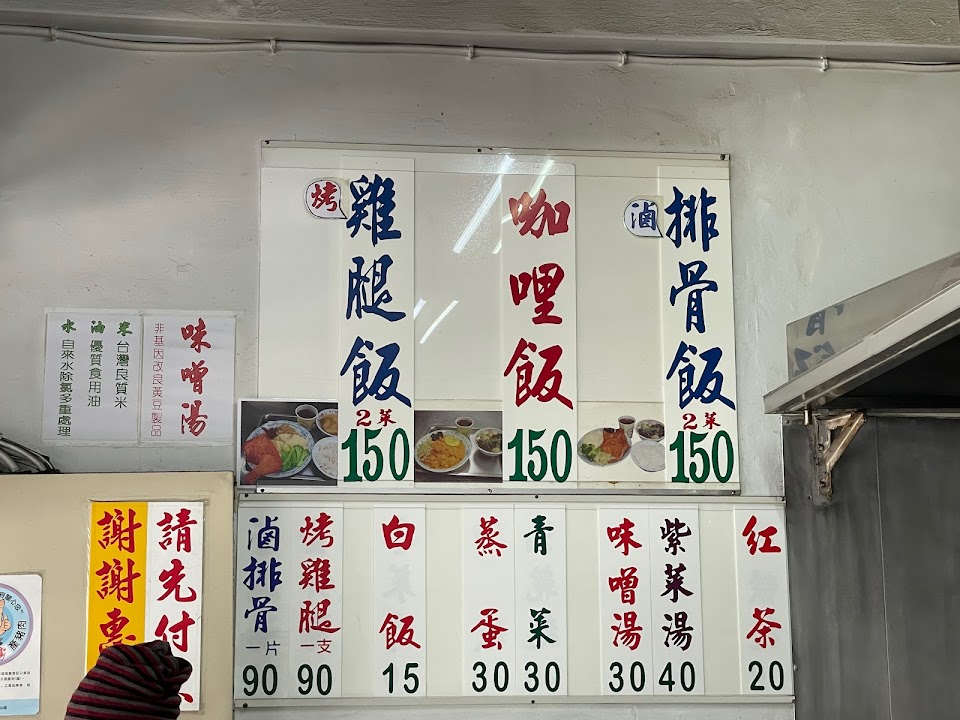 滷
排骨飯
2菜
150
咖哩飯
150
烤
雞腿飯
2菜
150
味噌湯
非基因改良黃豆製品
米 台灣良質米
油 優質食用油
水 自來水除氯多重處理
滷排骨
一片
90
烤雞腿
一支
90
白飯
15
蒸蛋
30
青菜
30
味噌湯
30
紫菜湯
40
紅茶
20
請先付
謝謝惠